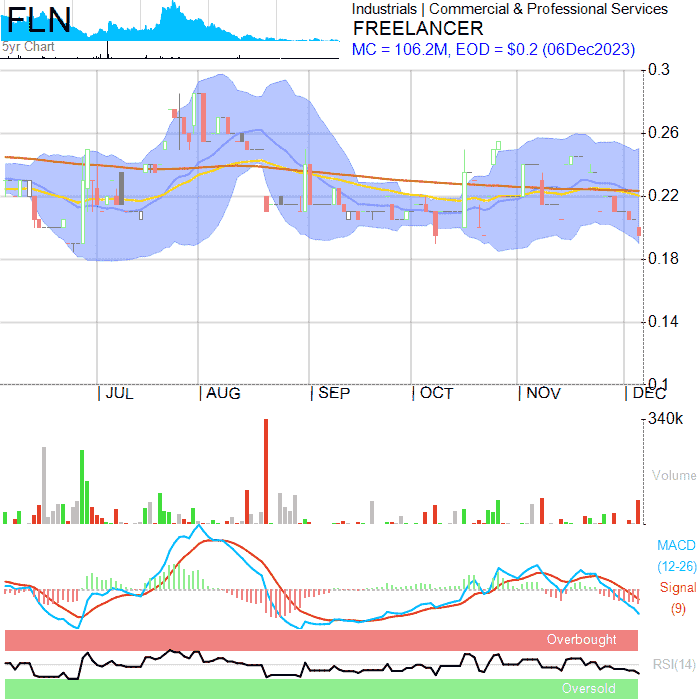 FLN
5yr Chart
Industrials | Commercial & Professional Services
FREELANCER
MC = 106.2M, EOD = $0.2 (06Dec2023)
0.3
0.26
0.22
0.18
0.14
0.1
| JUL
| AUG
| SEP
| OCT
| NOV
| DEC
340k
Volume
MACD
(12-26)
Signal
(9)
Overbought
RSI(14)
Oversold